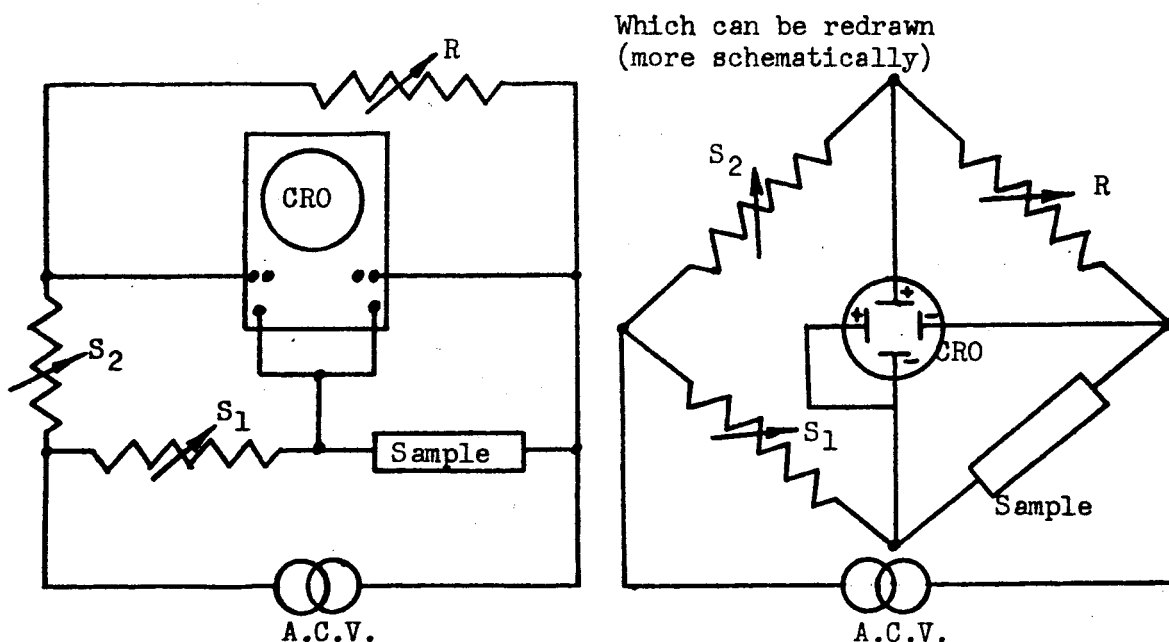 Which can be redrawn
(more schematically)
R
CRO
S2
S1
Sample
A.C.V.
S2
R
+
+
-
-
CRO
S1
Sample
A.C.V.